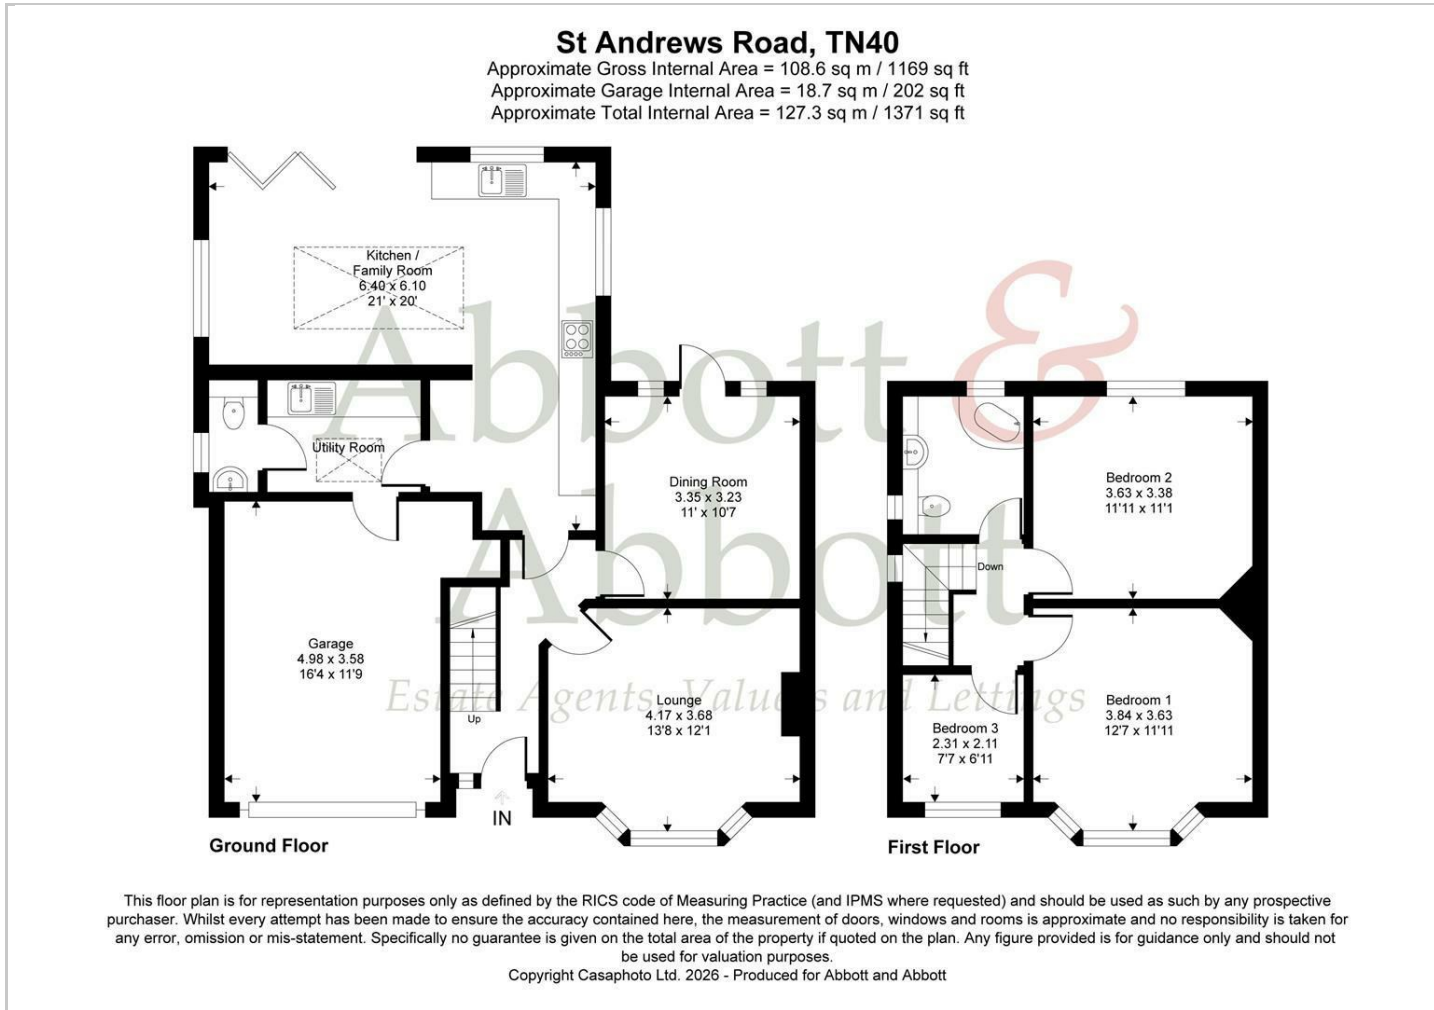 St Andrews Road, TN40
Approximate Gross Internal Area = 108.6 sq m / 1169 sq ft
Approximate Garage Internal Area = 18.7 sq m / 202 sq ft
Approximate Total Internal Area = 127.3 sq m / 1371 sq ft
Kitchen /
Family Room
6.40 x 6.10
21' x 20'
Abbott &
Abbott
Estate Agents, Valuers and Lettings
Utility Room
Dining Room
3.35 x 3.23
11' x 10'7
Garage
4.98 x 3.58
16'4 x 11'9
Up
Lounge
4.17 x 3.68
13'8 x 12'1
IN
Ground Floor
Bedroom 2
3.63 x 3.38
11'11 x 11'1
Down
Bedroom 3
2.31 x 2.11
7'7 x 6'11
Bedroom 1
3.84 x 3.63
12'7 x 11'11
First Floor
This floor plan is for representation purposes only as defined by the RICS code of Measuring Practice (and IPMS where requested) and should be used as such by any prospective
purchaser. Whilst every attempt has been made to ensure the accuracy contained here, the measurement of doors, windows and rooms is approximate and no responsibility is taken for
any error, omission or mis-statement. Specifically no guarantee is given on the total area of the property if quoted on the plan. Any figure provided is for guidance only and should not
be used for valuation purposes.
Copyright Casaphoto Ltd. 2026 - Produced for Abbott and Abbott